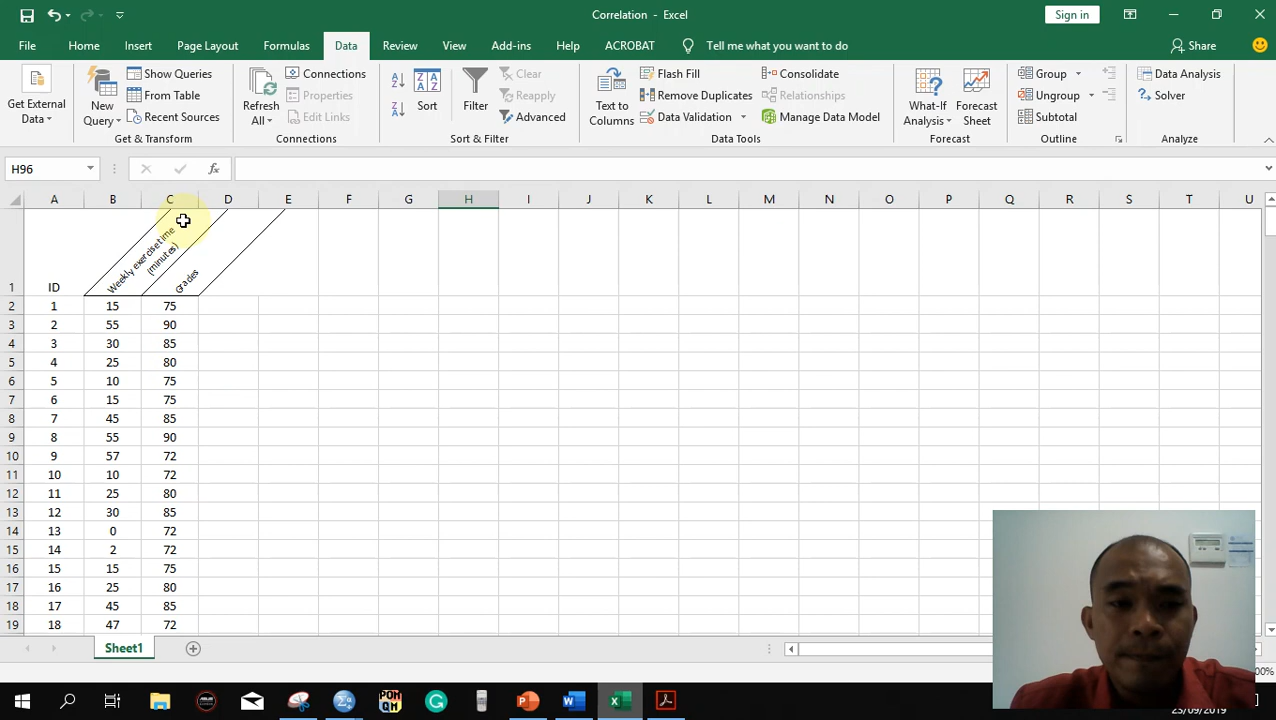 Correlation - Excel
Sign in
File Home Insert Page Layout Formulas Data Review View Add-ins Help ACROBAT Tell me what you want to do Share
Get External Data
New Query
Show Queries
From Table
Recent Sources
Get & Transform
Refresh All
Connections
Properties
Edit Links
Connections
Sort
Filter
Clear
Reapply
Advanced
Sort & Filter
Text to Columns
Flash Fill
Remove Duplicates
Data Validation
Consolidate
Relationships
Manage Data Model
Data Tools
What-If Analysis
Forecast Sheet
Forecast
Group
Ungroup
Subtotal
Outline
Data Analysis
Solver
Analyze
H96 fx
A B C D E F G H I J K L M N O P Q R S T U
1 ID Weekly exercise time (minutes) Grades
2 1 15 75
3 2 55 90
4 3 30 85
5 4 25 80
6 5 10 75
7 6 15 75
8 7 45 85
9 8 55 90
10 9 57 72
11 10 10 72
12 11 25 80
13 12 30 85
14 13 0 72
15 14 2 72
16 15 15 75
17 16 25 80
18 17 45 85
19 18 47 72
Sheet1
23/09/2019